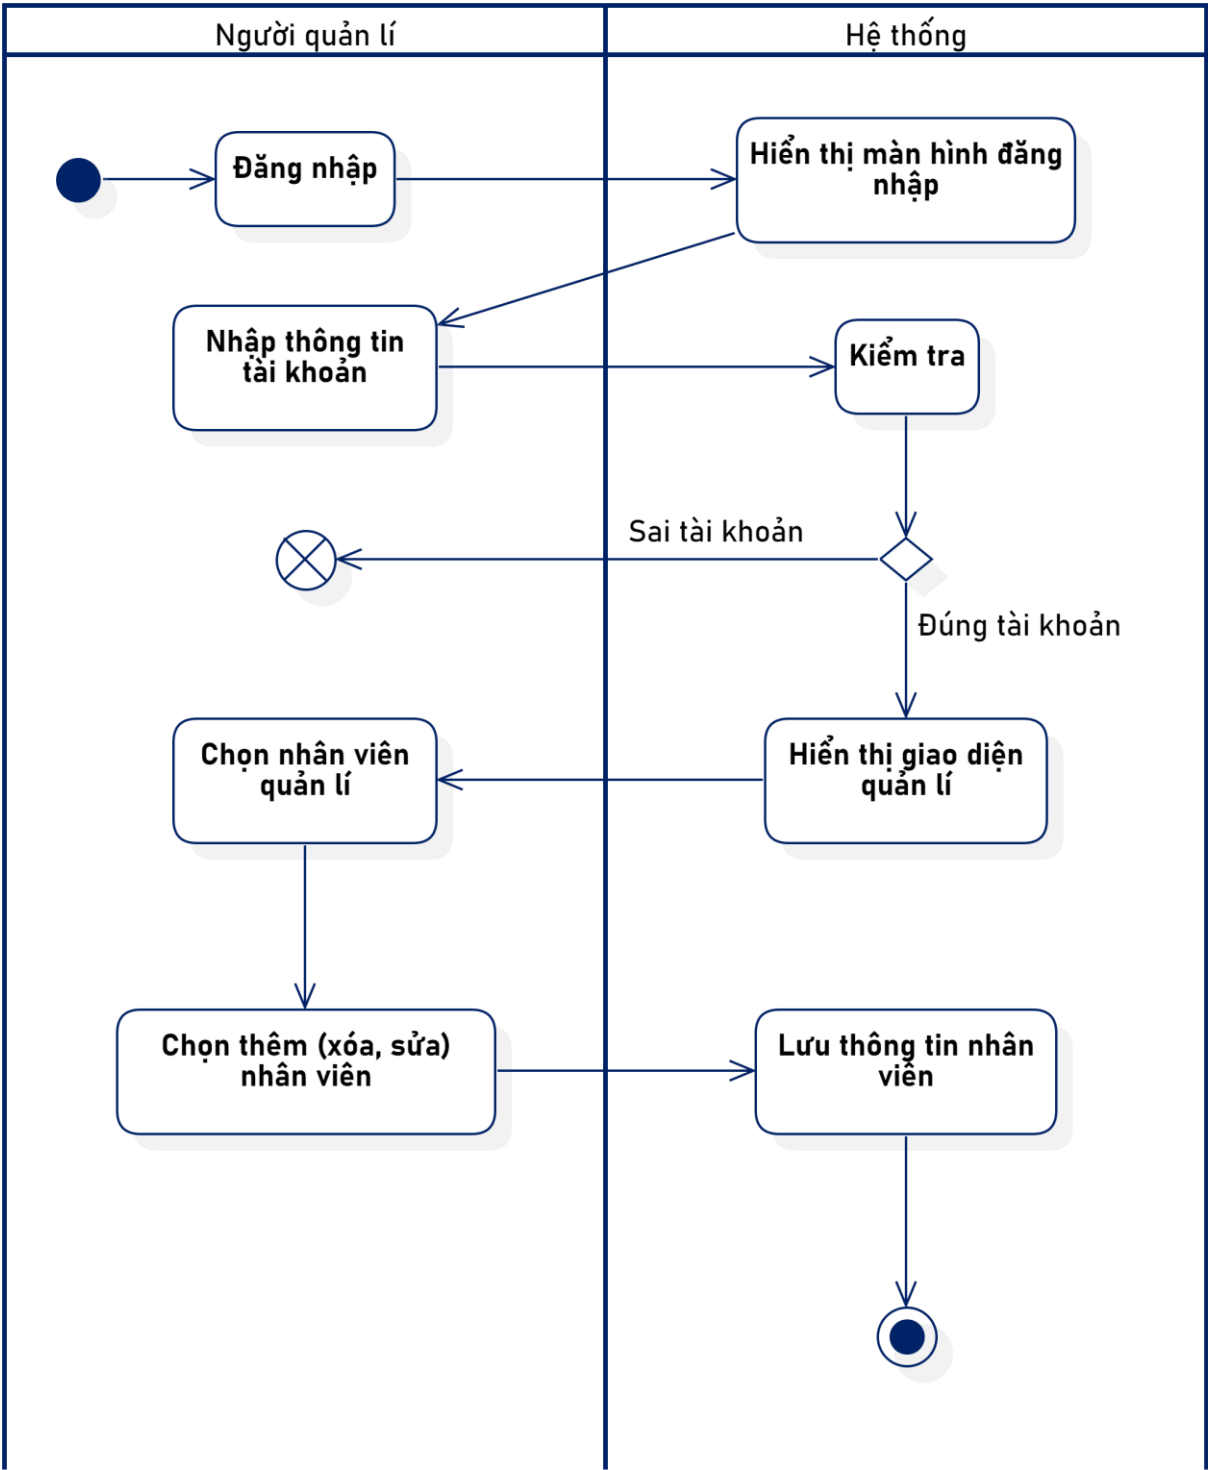 Người quản lí
Hệ thống
Đăng nhập
Hiển thị màn hình đăng
nhập
Nhập thông tin
tài khoản
Kiểm tra
Sai tài khoản
Đúng tài khoản
Chọn nhân viên
quản lí
Hiển thị giao diện
quản lí
Chọn thêm (xóa, sửa)
nhân viên
Lưu thông tin nhân
viên